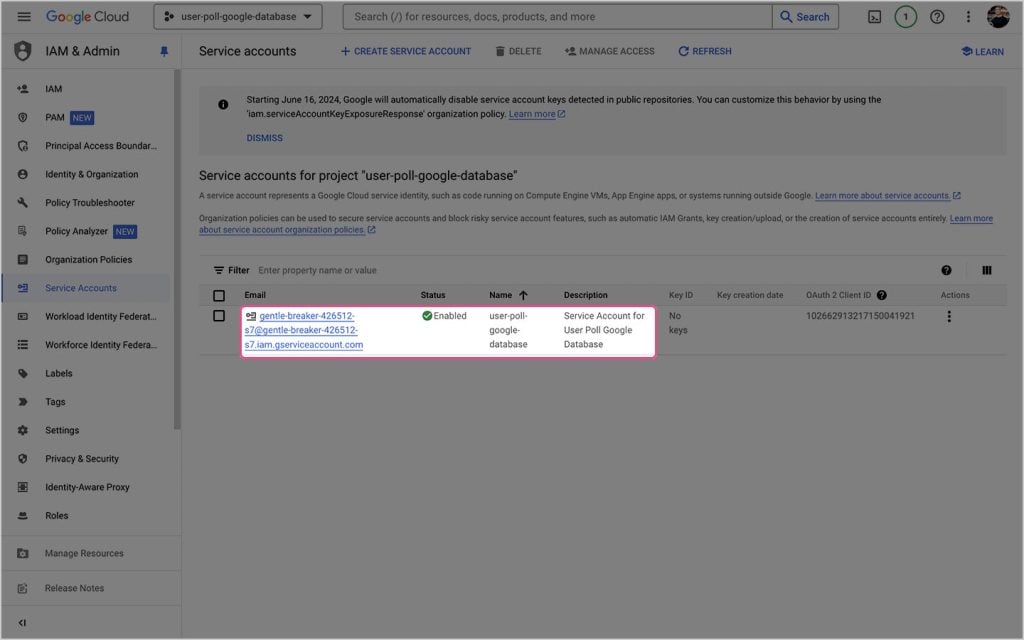 Google Cloud
user-poll-google-database
Search (/) for resources, docs, products, and more
Search
1
IAM & Admin
Service accounts
CREATE SERVICE ACCOUNT
DELETE
MANAGE ACCESS
REFRESH
LEARN
IAM
PAM NEW
Principal Access Boundar...
Identity & Organization
Policy Troubleshooter
Policy Analyzer NEW
Organization Policies
Service Accounts
Workload Identity Federat...
Workforce Identity Federa...
Labels
Tags
Settings
Privacy & Security
Identity-Aware Proxy
Roles
Manage Resources
Release Notes
Starting June 16, 2024, Google will automatically disable service account keys detected in public repositories. You can customize this behavior by using the
'iam.serviceAccountKeyExposureResponse' organization policy. Learn more
DISMISS
Service accounts for project "user-poll-google-database"
A service account represents a Google Cloud service identity, such as code running on Compute Engine VMs, App Engine apps, or systems running outside Google. Learn more about service accounts.
Organization policies can be used to secure service accounts and block risky service account features, such as automatic IAM Grants, key creation/upload, or the creation of service accounts entirely. Learn more
about service account organization policies.
Filter Enter property name or value
Email Status Name Description Key ID Key creation date OAuth 2 Client ID Actions
gentle-breaker-426512- Enabled user-poll- Service Account for No 102662913217150041921
s7@gentle-breaker-426512- google- User Poll Google keys
s7.iam.gserviceaccount.com database Database